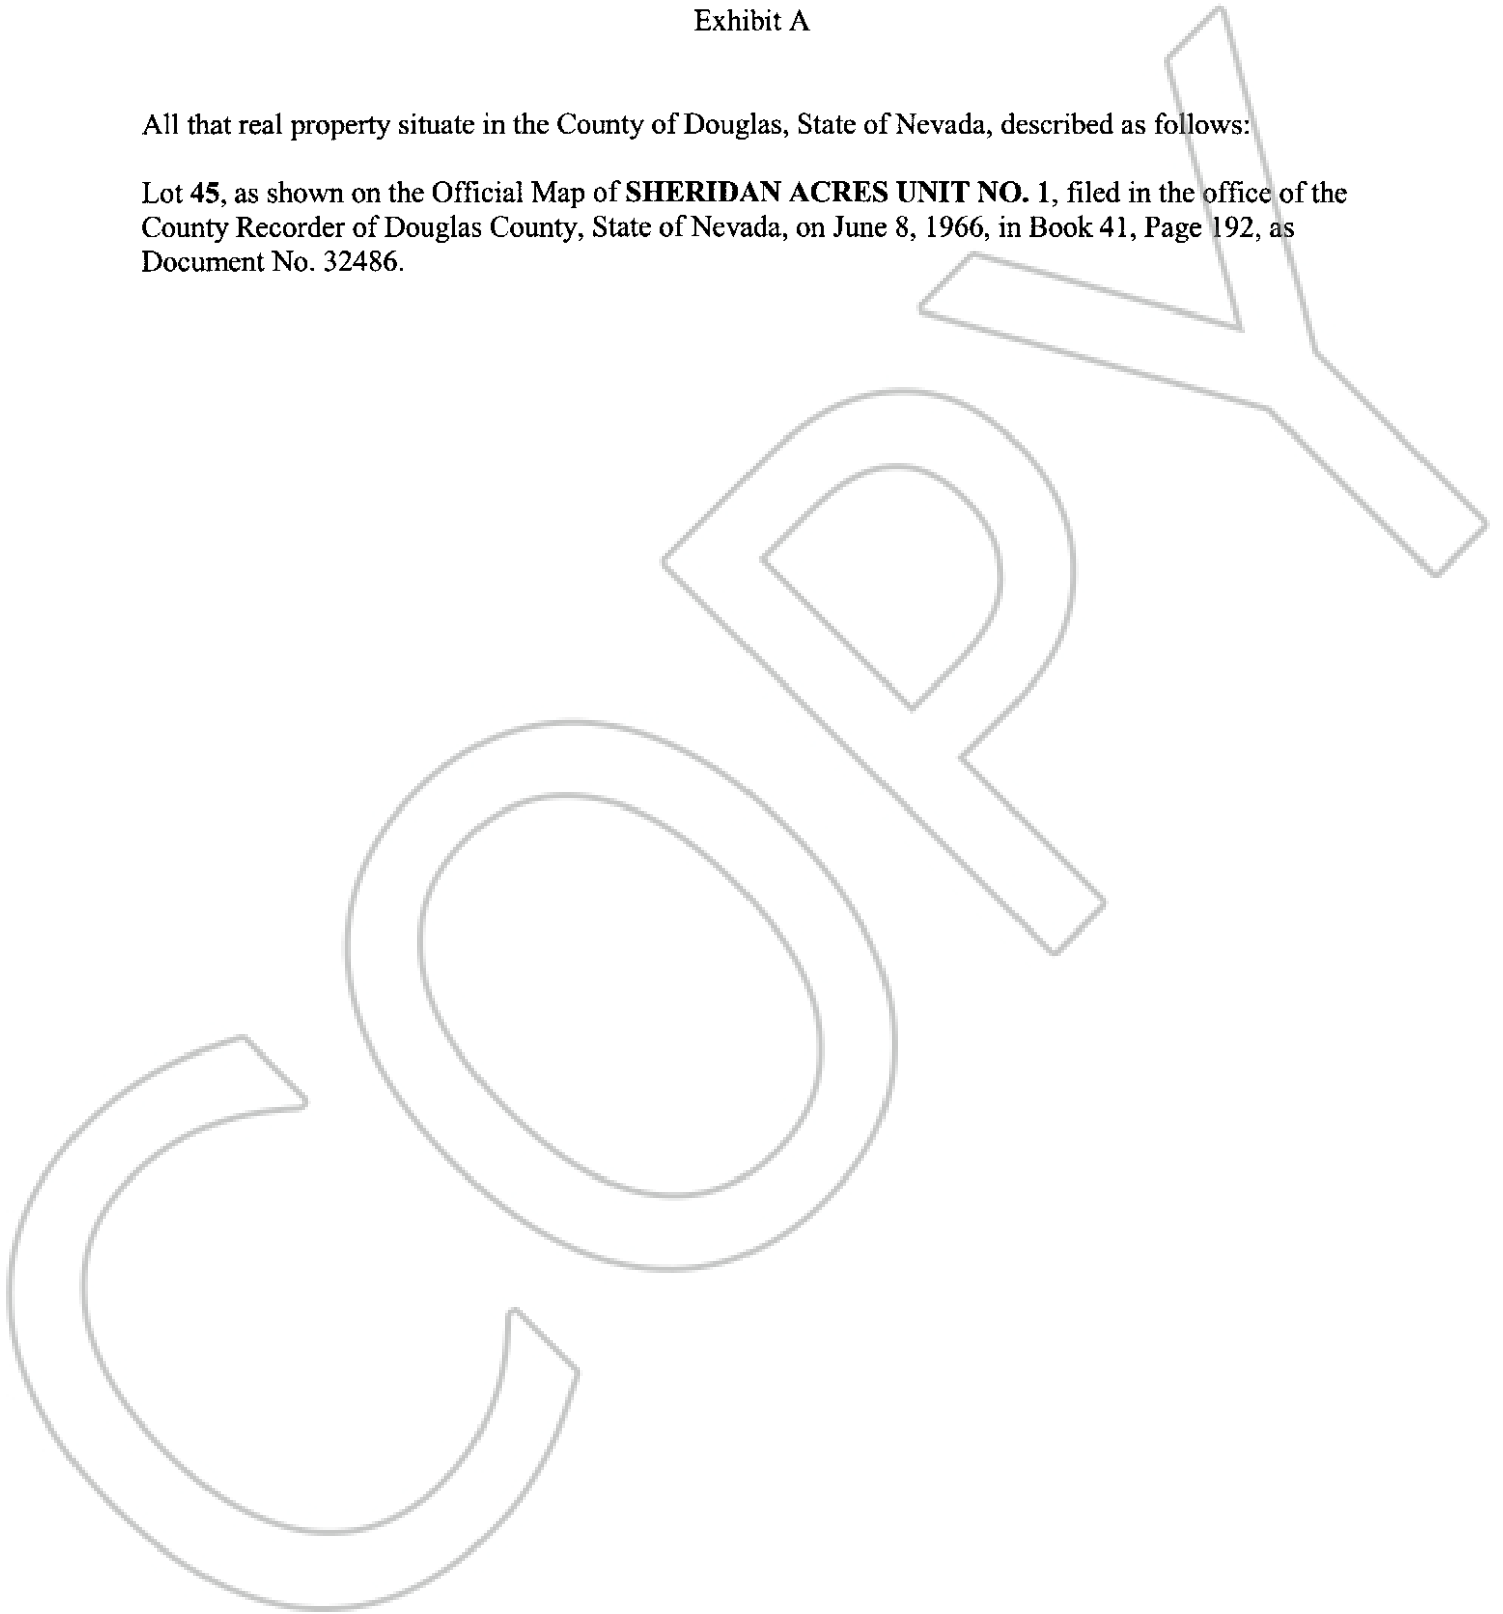 Exhibit A
All that real property situate in the County of Douglas, State of Nevada, described as follows:
Lot 45, as shown on the Official Map of SHERIDAN ACRES UNIT NO. 1, filed in the office of the
County Recorder of Douglas County, State of Nevada, on June 8, 1966, in Book 41, Page 192, as
Document No. 32486.
COPY